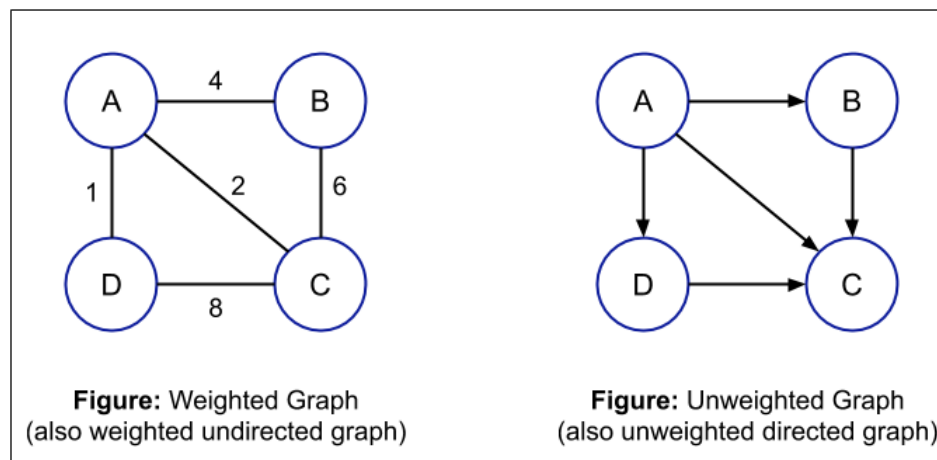 A 4 B
1 2 6
D 8 C
Figure: Weighted Graph
(also weighted undirected graph)
A B
D C
Figure: Unweighted Graph
(also unweighted directed graph)